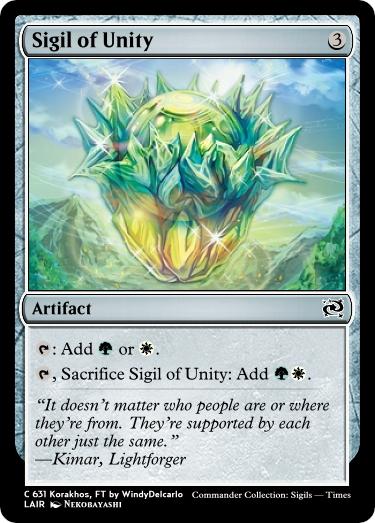 Sigil of Unity 3
Artifact
: Add or .
, Sacrifice Sigil of Unity: Add .
“It doesn’t matter who people are or where
they’re from. They’re supported by each
other just the same.”
—Kimar, Lightforger
C 631 Korakhos, FT by WindyDelcarlo Commander Collection: Sigils — Times
LAIR NEKOBAYASHI